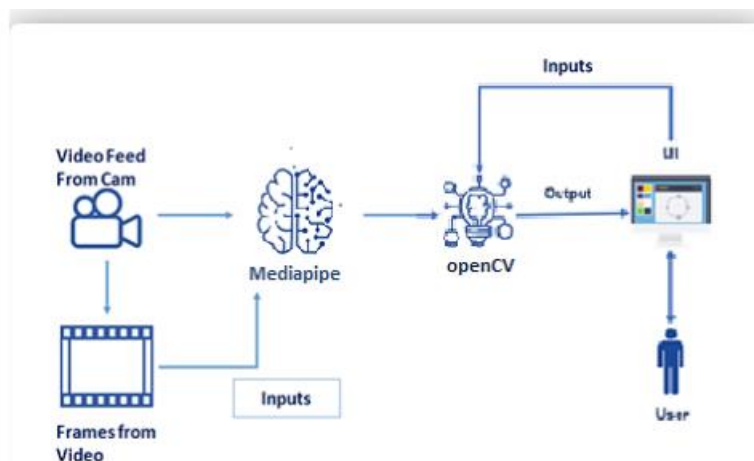 Inputs
Video Feed
From Cam
UI
Output
Mediapipe
openCV
Inputs
User
Frames from
Video